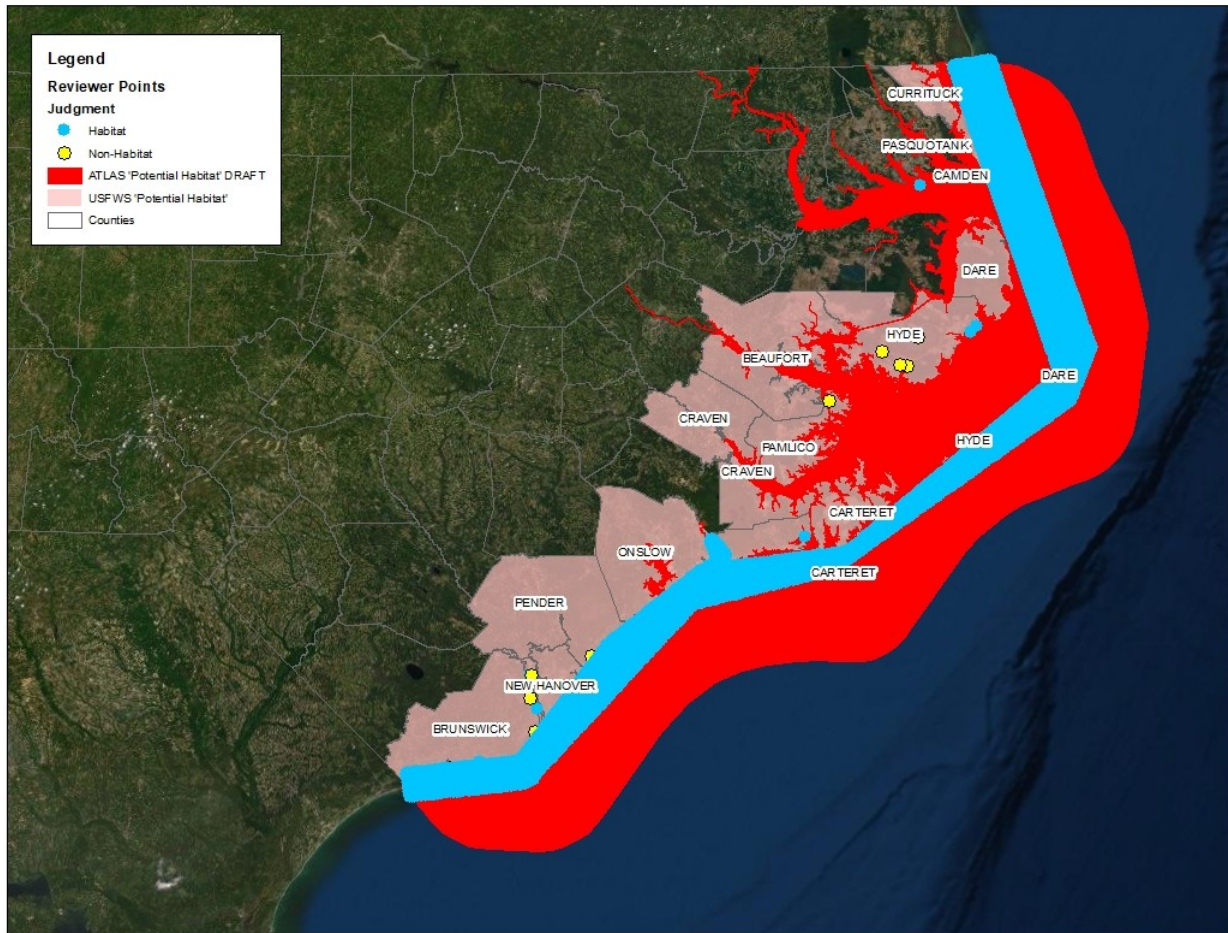 Legend
Reviewer Points
Judgment
Habitat
Non-Habitat
ATLAS 'Potential Habitat' DRAFT
USFWS 'Potential Habitat'
Counties
CURRITUCK
PASQUOTANK
CAMDEN
DARE
HYDE
BEAUFORT
DARE
CRAVEN
HYDE
PAMLICO
CRAVEN
CARTERET
ONSLOW
CARTERET
PENDER
NEW HANOVER
BRUNSWICK